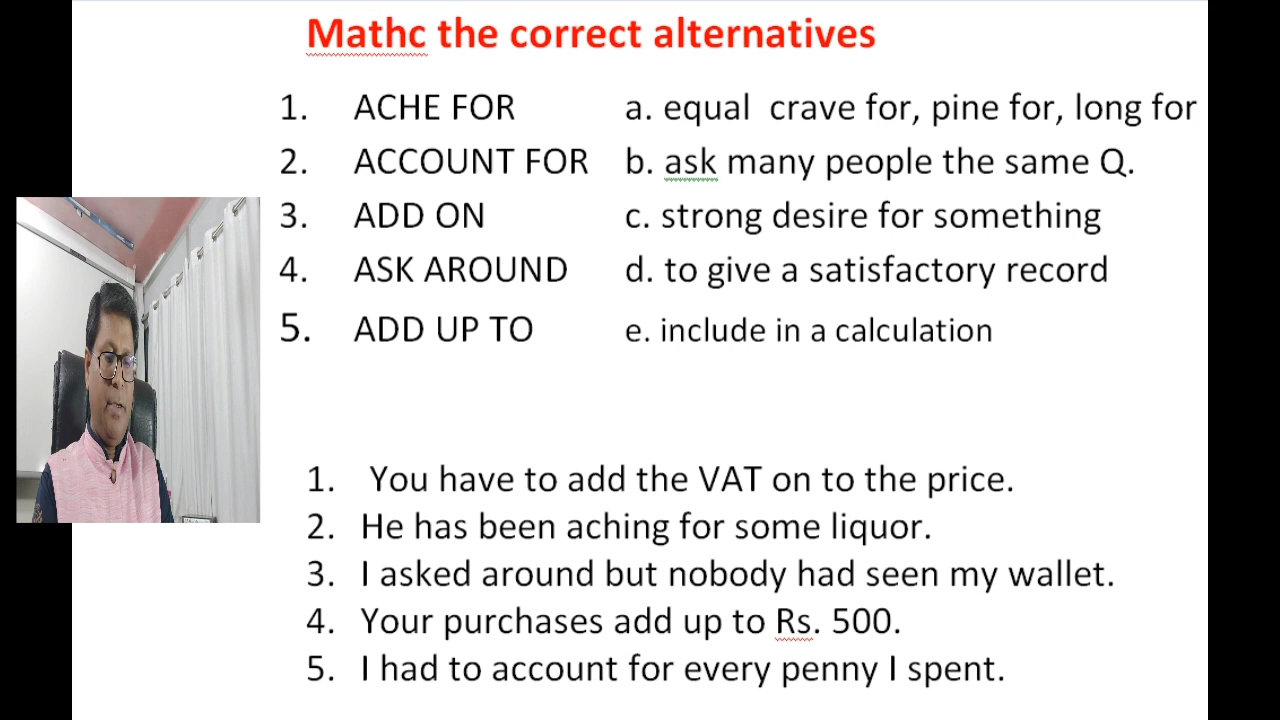 Mathc the correct alternatives
1. ACHE FOR a. equal crave for, pine for, long for
2. ACCOUNT FOR b. ask many people the same Q.
3. ADD ON c. strong desire for something
4. ASK AROUND d. to give a satisfactory record
5. ADD UP TO e. include in a calculation
1. You have to add the VAT on to the price.
2. He has been aching for some liquor.
3. I asked around but nobody had seen my wallet.
4. Your purchases add up to Rs. 500.
5. I had to account for every penny I spent.